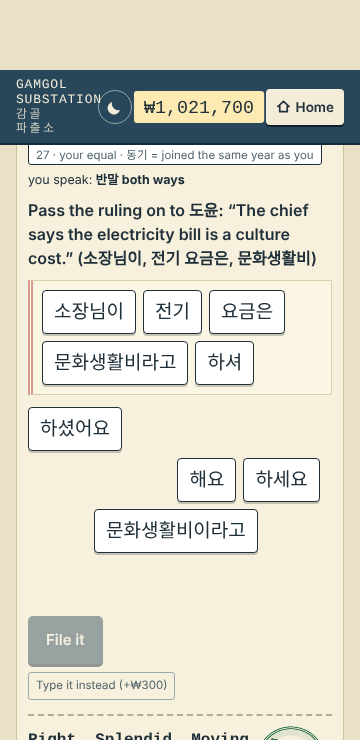 GAMGOL
SUBSTATION
감골
파출소
₩1,021,700
Home
27 · your equal · 동기 = joined the same year as you
you speak: 반말 both ways
Pass the ruling on to 도윤: “The chief
says the electricity bill is a culture
cost.” (소장님이, 전기 요금은, 문화생활비)
소장님이 전기 요금은
문화생활비라고 하셔
하셨어요
해요 하세요
문화생활비이라고
File it
Type it instead (+₩300)
Right. Splendid. Moving